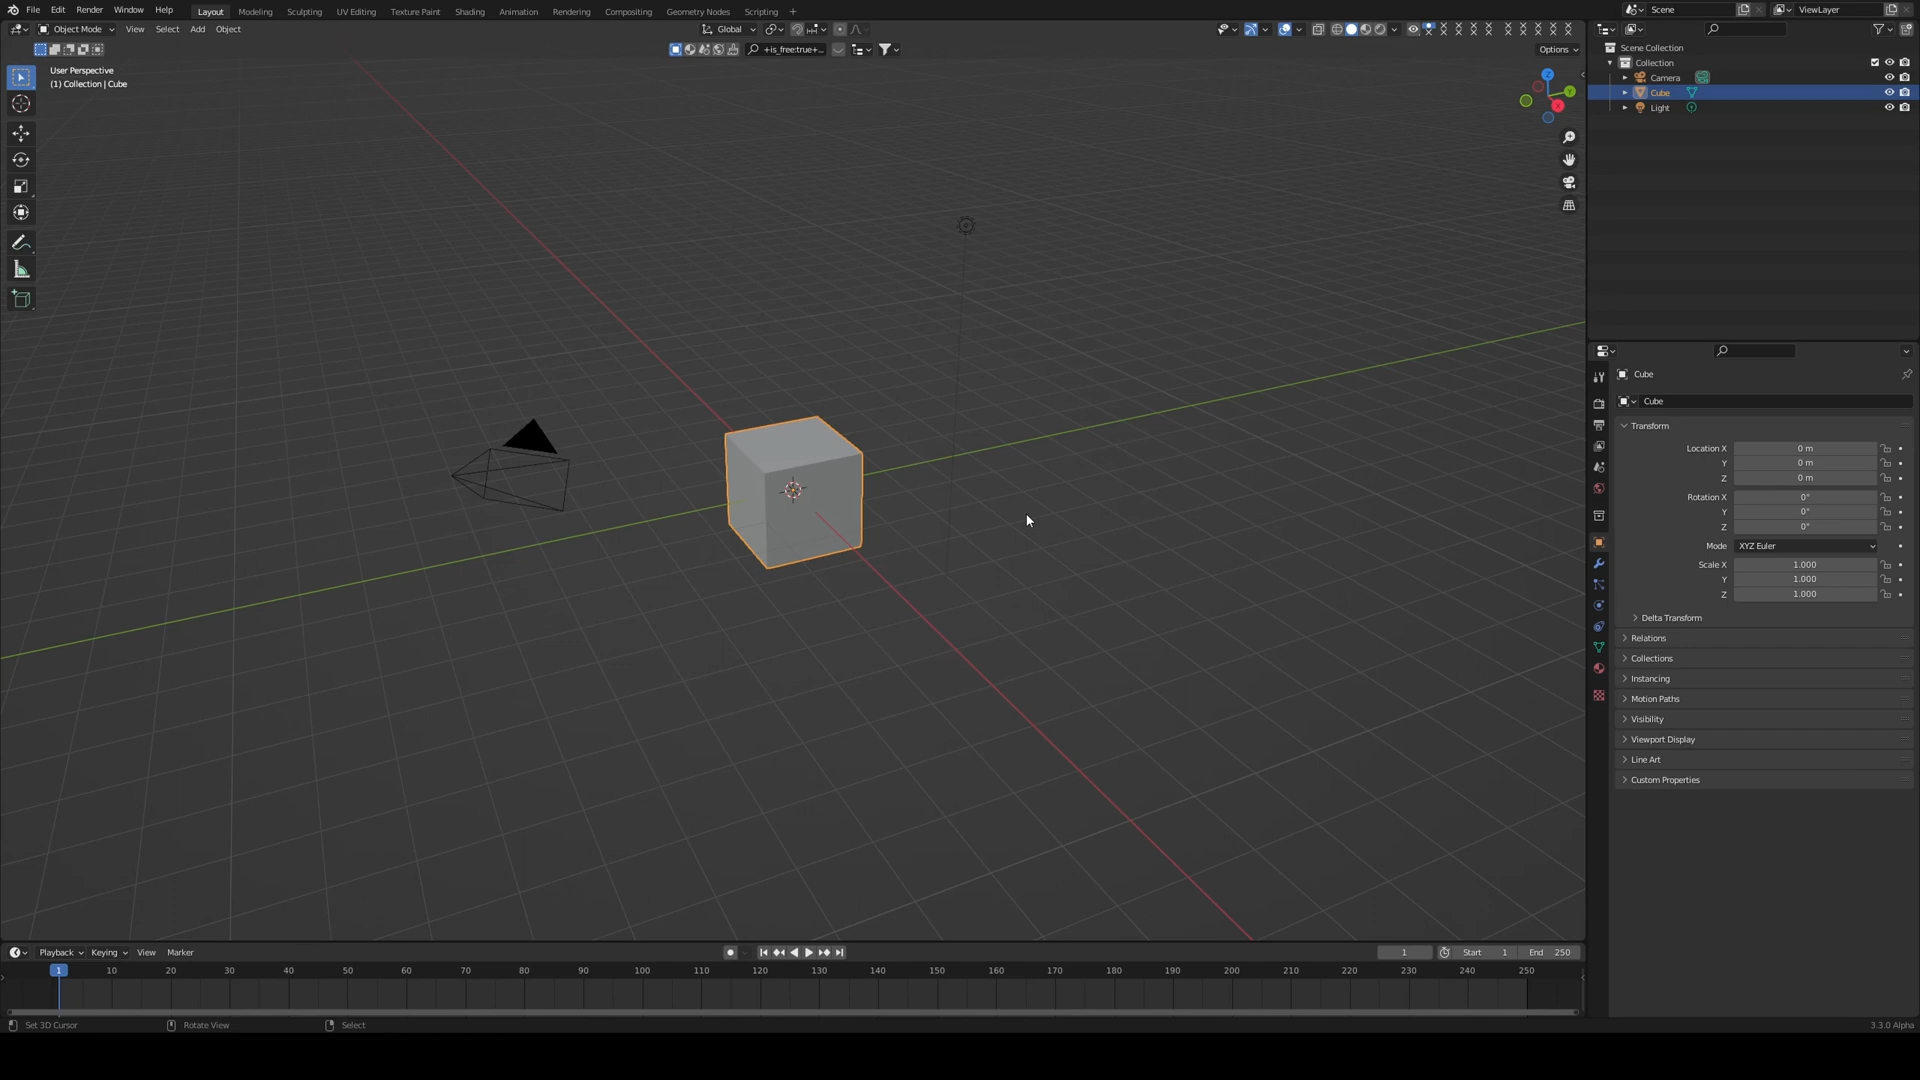 File Edit Render Window Help Layout Modeling Sculpting UV Editing Texture Paint Shading Animation Rendering Compositing Geometry Nodes Scripting + Scene ViewLayer
Object Mode View Select Add Object Global
+is_free:true+... Options
User Perspective
(1) Collection | Cube
Z
Y
X
Scene Collection
Collection
Camera
Cube
Light
Cube
Cube
Transform
Location X 0 m
Y 0 m
Z 0 m
Rotation X 0°
Y 0°
Z 0°
Mode XYZ Euler
Scale X 1.000
Y 1.000
Z 1.000
Delta Transform
Relations
Collections
Instancing
Motion Paths
Visibility
Viewport Display
Line Art
Custom Properties
Playback Keying View Marker 1 Start 1 End 250
1 10 20 30 40 50 60 70 80 90 100 110 120 130 140 150 160 170 180 190 200 210 220 230 240 250
Set 3D Cursor Rotate View Select 3.3.0 Alpha